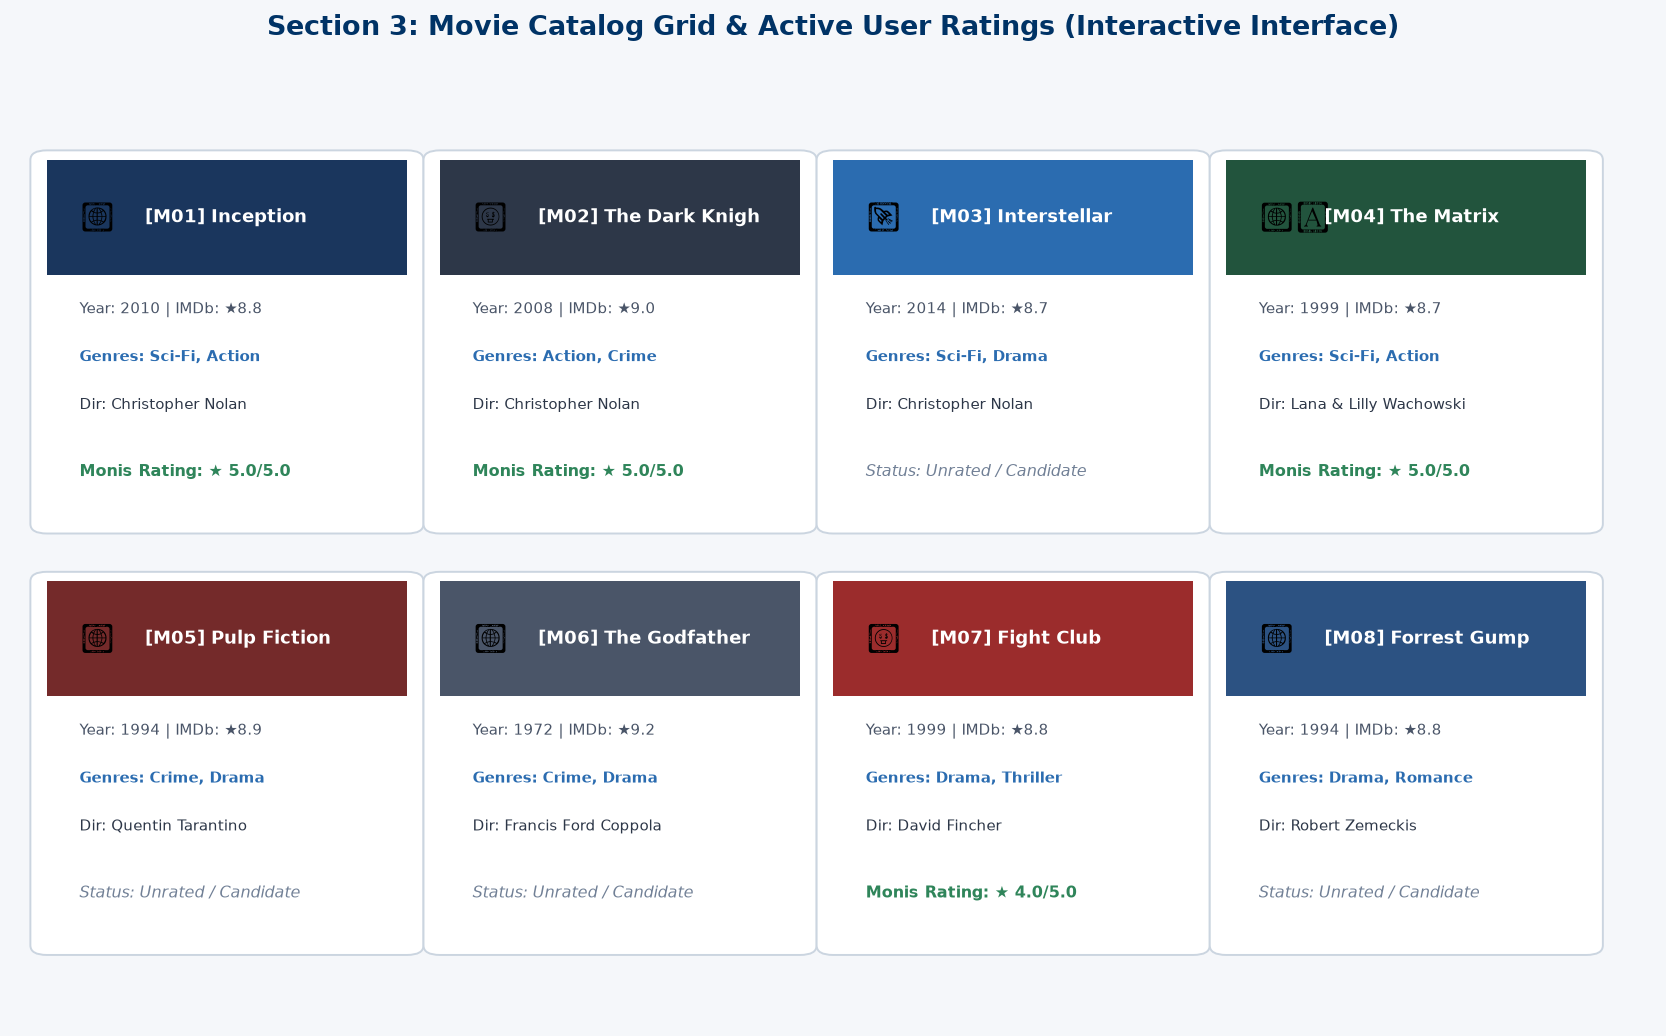 Section 3: Movie Catalog Grid & Active User Ratings (Interactive Interface)
[M01] Inception
Year: 2010 | IMDb: ★8.8
Genres: Sci-Fi, Action
Dir: Christopher Nolan
Monis Rating: ★ 5.0/5.0
[M02] The Dark Knigh
Year: 2008 | IMDb: ★9.0
Genres: Action, Crime
Dir: Christopher Nolan
Monis Rating: ★ 5.0/5.0
[M03] Interstellar
Year: 2014 | IMDb: ★8.7
Genres: Sci-Fi, Drama
Dir: Christopher Nolan
Status: Unrated / Candidate
[M04] The Matrix
Year: 1999 | IMDb: ★8.7
Genres: Sci-Fi, Action
Dir: Lana & Lilly Wachowski
Monis Rating: ★ 5.0/5.0
[M05] Pulp Fiction
Year: 1994 | IMDb: ★8.9
Genres: Crime, Drama
Dir: Quentin Tarantino
Status: Unrated / Candidate
[M06] The Godfather
Year: 1972 | IMDb: ★9.2
Genres: Crime, Drama
Dir: Francis Ford Coppola
Status: Unrated / Candidate
[M07] Fight Club
Year: 1999 | IMDb: ★8.8
Genres: Drama, Thriller
Dir: David Fincher
Monis Rating: ★ 4.0/5.0
[M08] Forrest Gump
Year: 1994 | IMDb: ★8.8
Genres: Drama, Romance
Dir: Robert Zemeckis
Status: Unrated / Candidate